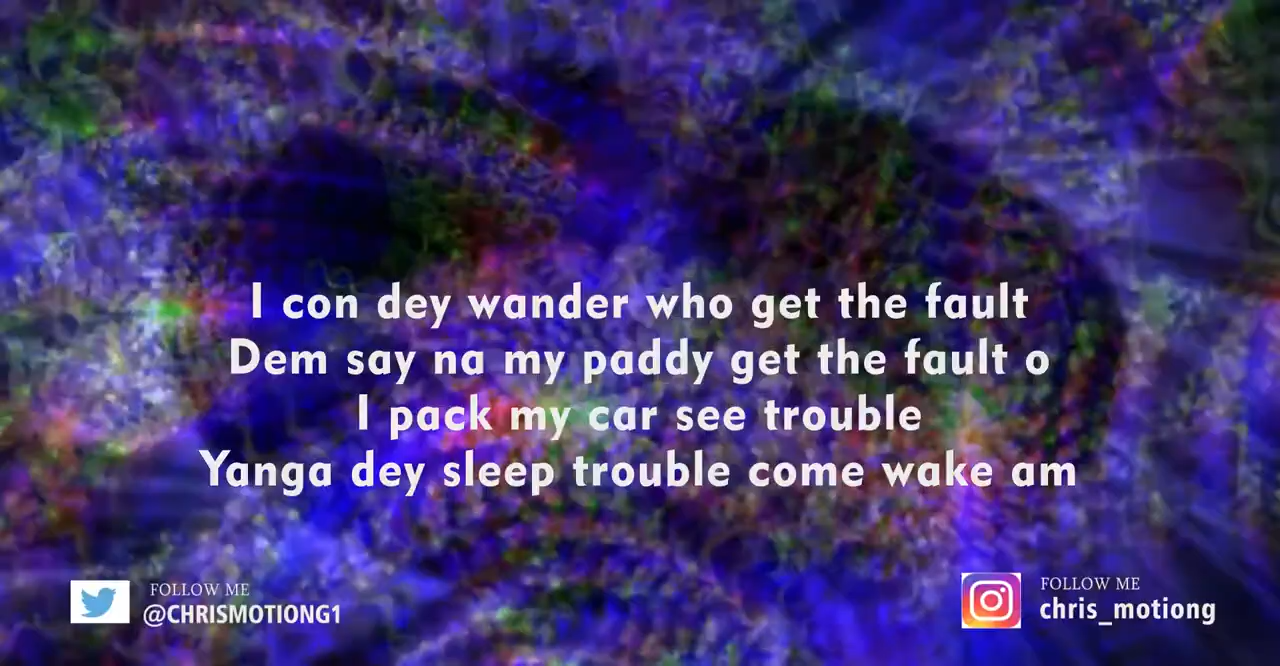 I con dey wander who get the fault
Dem say na my paddy get the fault o
I pack my car see trouble
Yanga dey sleep trouble come wake am
FOLLOW ME
@CHRISMOTIONG1
FOLLOW ME
chris_motiong